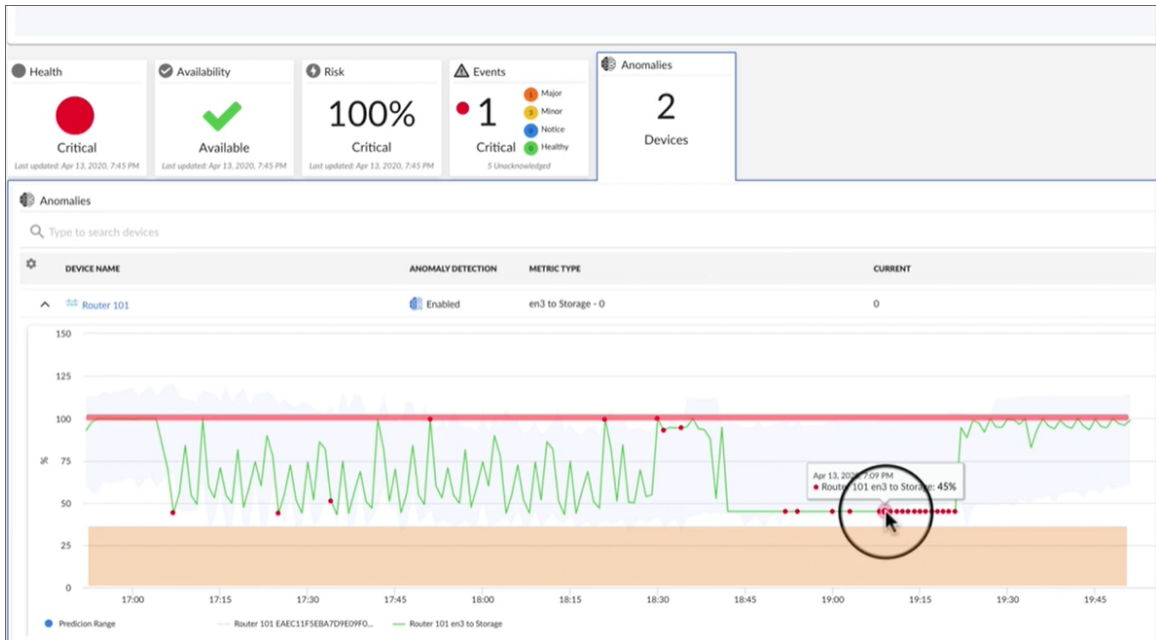 Health
Critical
Last updated: Apr 13, 2020, 7:45 PM
Availability
Available
Last updated: Apr 13, 2020, 7:45 PM
Risk
100%
Critical
Last updated: Apr 13, 2020, 7:45 PM
Events
1
Critical
Major
Minor
Notice
Healthy
5 Unacknowledged
Anomalies
2
Devices
Anomalies
Type to search devices
DEVICE NAME ANOMALY DETECTION METRIC TYPE CURRENT
Router 101 Enabled en3 to Storage - 0 0
150
125
100
75
50
25
0
%
Apr 13, 2020, 7:09 PM
Router 101 en3 to Storage: 45%
17:00 17:15 17:30 17:45 18:00 18:15 18:30 18:45 19:00 19:15 19:30 19:45
Predicion Range Router 101 EAEC11F5EBA7D9E09F0... Router 101 en3 to Storage